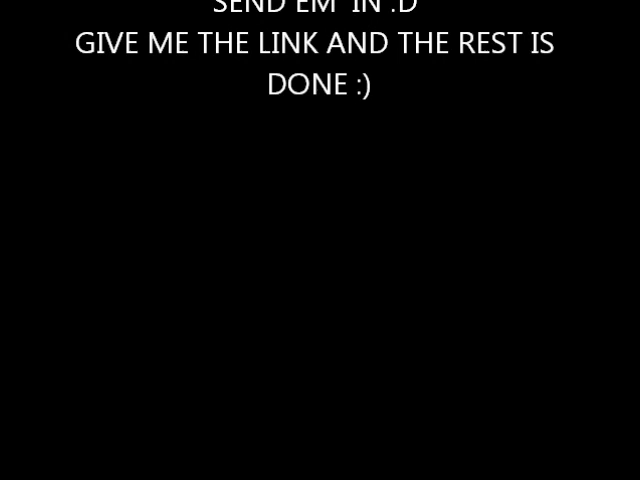 SEND EM' IN :D
GIVE ME THE LINK AND THE REST IS
DONE :)